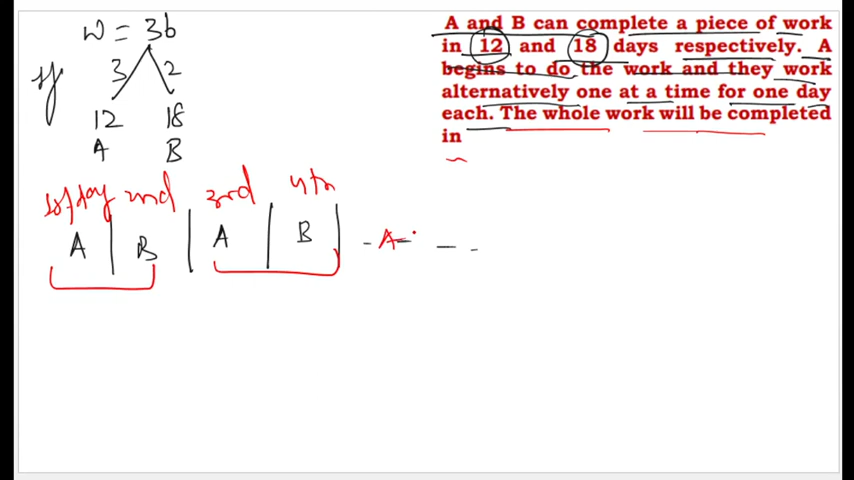 W = 36
3 2
12 18
A B
A and B can complete a piece of work
in 12 and 18 days respectively. A
begins to do the work and they work
alternatively one at a time for one day
each. The whole work will be completed
in
1st day 2nd 3rd 4th
A B A B - A - - -